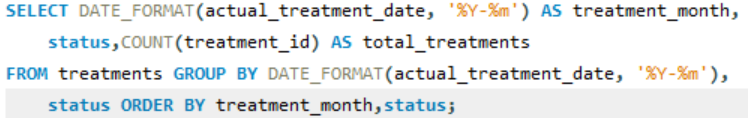 SELECT DATE_FORMAT(actual_treatment_date, '%Y-%m') AS treatment_month,
status,COUNT(treatment_id) AS total_treatments
FROM treatments GROUP BY DATE_FORMAT(actual_treatment_date, '%Y-%m'),
status ORDER BY treatment_month,status;